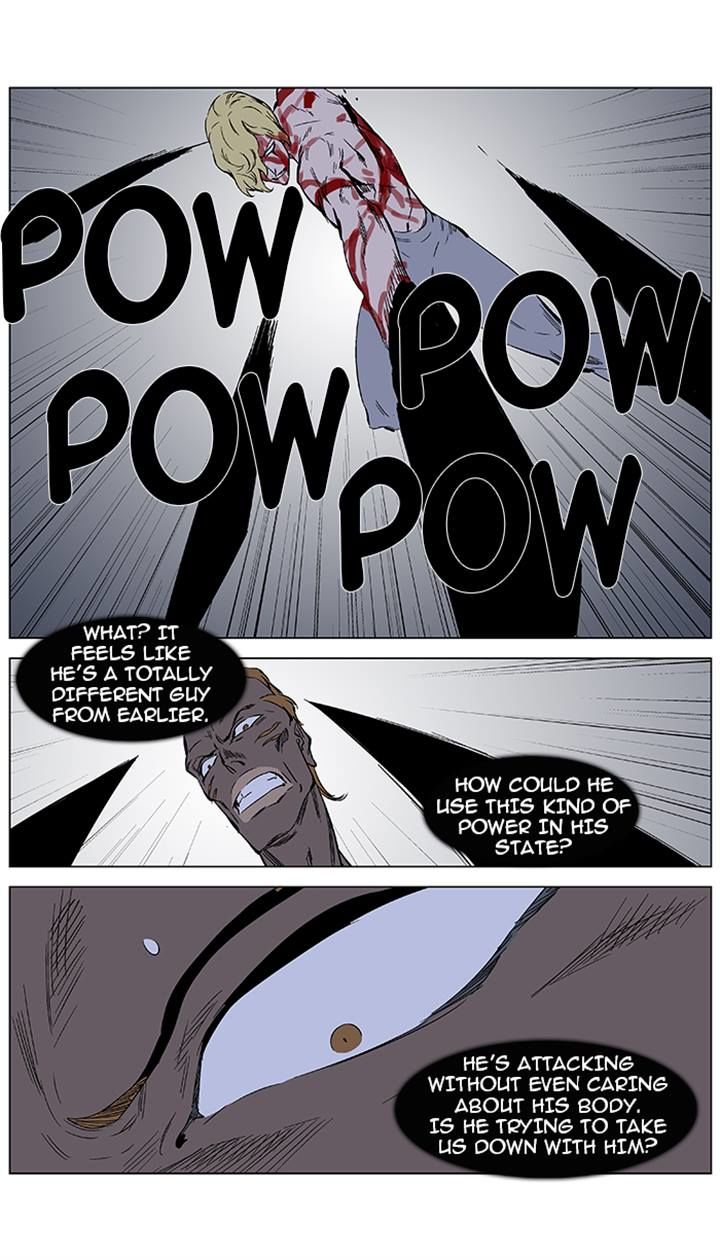 POW
POW
POW
POW
WHAT? IT
FEELS LIKE
HE'S A TOTALLY
DIFFERENT GUY
FROM EARLIER.
HOW COULD HE
USE THIS KIND OF
POWER IN HIS
STATE?
HE'S ATTACKING
WITHOUT EVEN CARING
ABOUT HIS BODY.
IS HE TRYING TO TAKE
US DOWN WITH HIM?